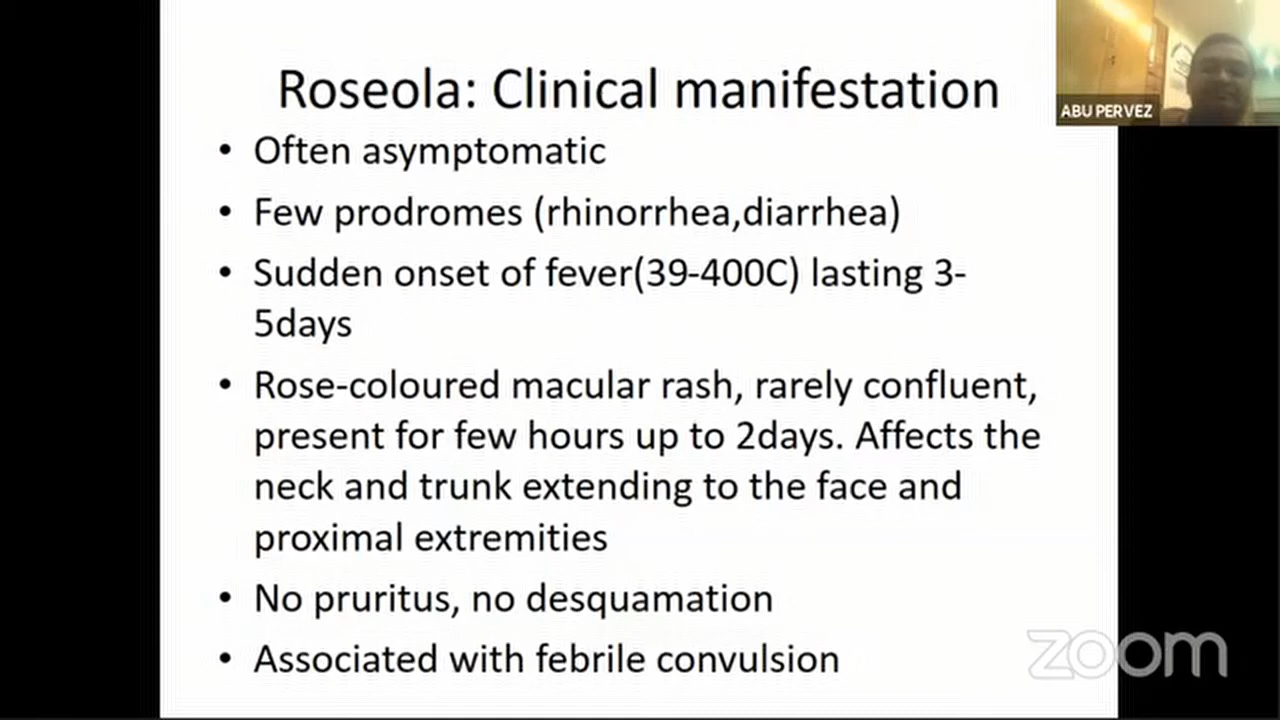 Roseola: Clinical manifestation
ABU PERVEZ
• Often asymptomatic
• Few prodromes (rhinorrhea,diarrhea)
• Sudden onset of fever(39-400C) lasting 3-
5days
• Rose-coloured macular rash, rarely confluent,
present for few hours up to 2days. Affects the
neck and trunk extending to the face and
proximal extremities
• No pruritus, no desquamation
• Associated with febrile convulsion
zoom